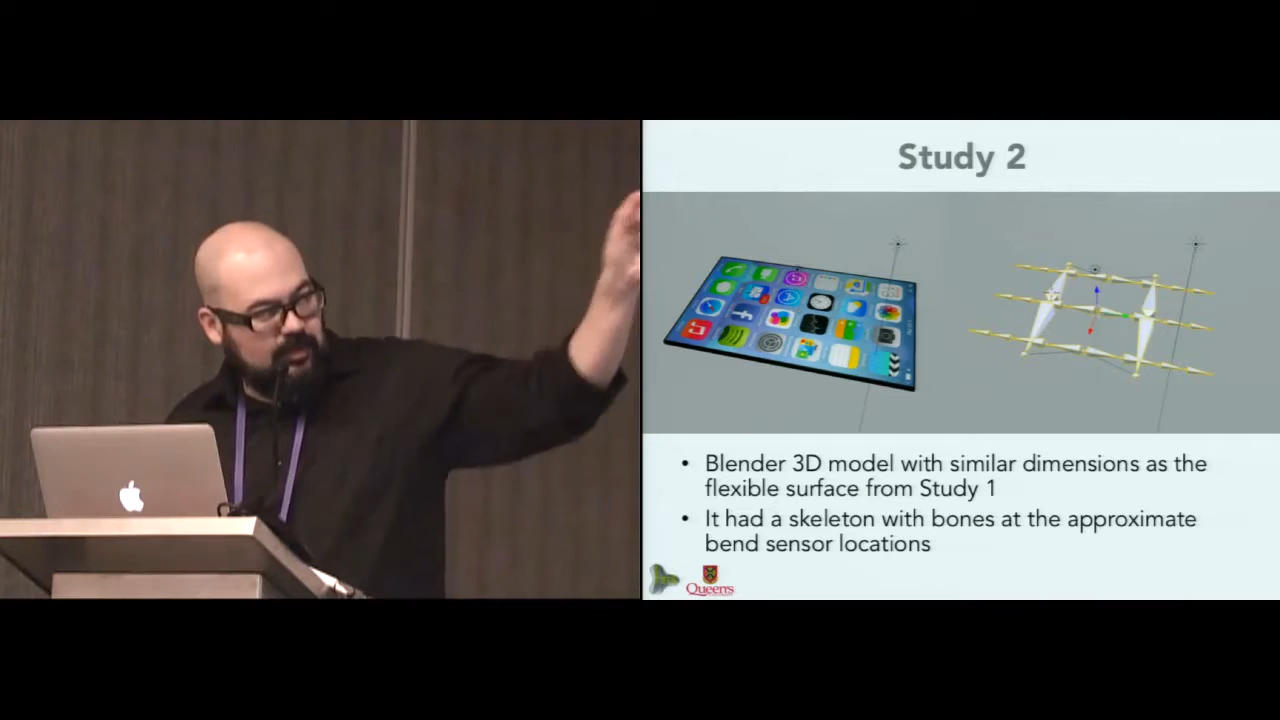 Study 2
• Blender 3D model with similar dimensions as the
flexible surface from Study 1
• It had a skeleton with bones at the approximate
bend sensor locations
Queen's